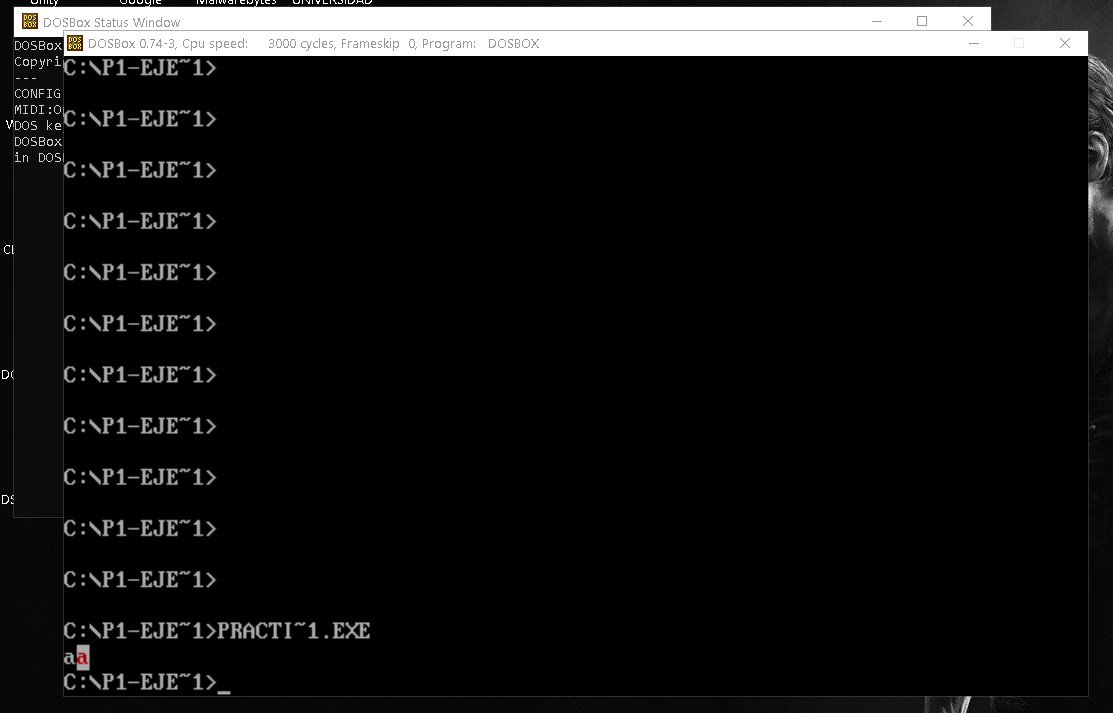 Unity Google Malwarebytes UNIVERSIDAD
DOSBox Status Window
DOSBox 0.74-3, Cpu speed: 3000 cycles, Frameskip 0, Program: DOSBOX
DOSBox
Copyri
---
CONFIG
MIDI:O
DOS ke
DOSBox
in DOS
C:\P1-EJE~1>
C:\P1-EJE~1>
C:\P1-EJE~1>
C:\P1-EJE~1>
C:\P1-EJE~1>
C:\P1-EJE~1>
C:\P1-EJE~1>
C:\P1-EJE~1>
C:\P1-EJE~1>
C:\P1-EJE~1>
C:\P1-EJE~1>
C:\P1-EJE~1>PRACTI~1.EXE
aa
C:\P1-EJE~1>_